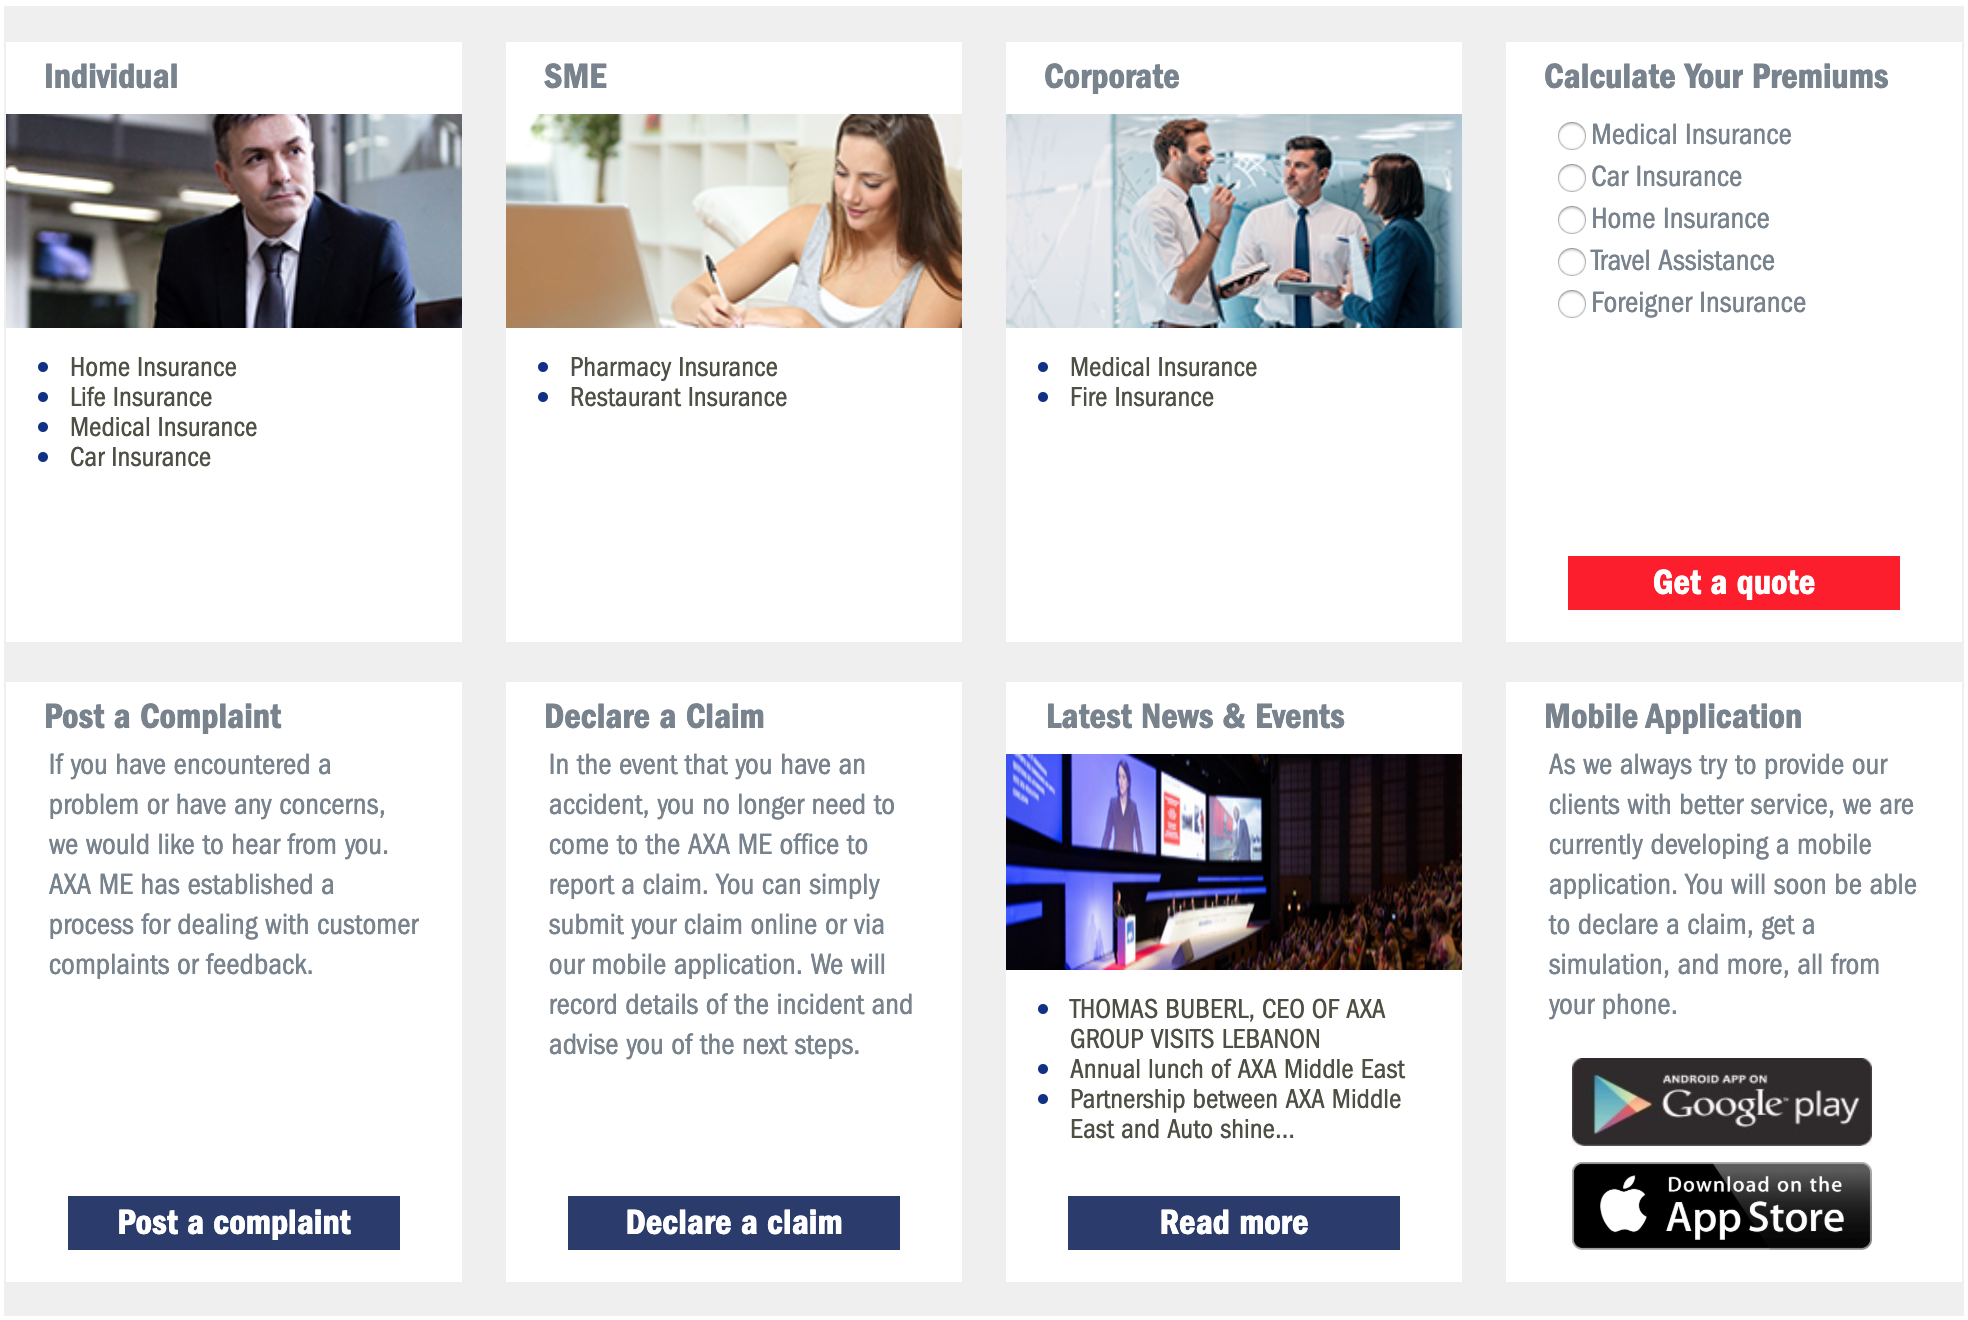 Individual
Home Insurance
Life Insurance
Medical Insurance
Car Insurance
SME
Pharmacy Insurance
Restaurant Insurance
Corporate
Medical Insurance
Fire Insurance
Calculate Your Premiums
Medical Insurance
Car Insurance
Home Insurance
Travel Assistance
Foreigner Insurance
Get a quote
Post a Complaint
If you have encountered a
problem or have any concerns,
we would like to hear from you.
AXA ME has established a
process for dealing with customer
complaints or feedback.
Post a complaint
Declare a Claim
In the event that you have an
accident, you no longer need to
come to the AXA ME office to
report a claim. You can simply
submit your claim online or via
our mobile application. We will
record details of the incident and
advise you of the next steps.
Declare a claim
Latest News & Events
THOMAS BUBERL, CEO OF AXA
GROUP VISITS LEBANON
Annual lunch of AXA Middle East
Partnership between AXA Middle
East and Auto shine...
Read more
Mobile Application
As we always try to provide our
clients with better service, we are
currently developing a mobile
application. You will soon be able
to declare a claim, get a
simulation, and more, all from
your phone.
ANDROID APP ON
Google™ play
Download on the
App Store